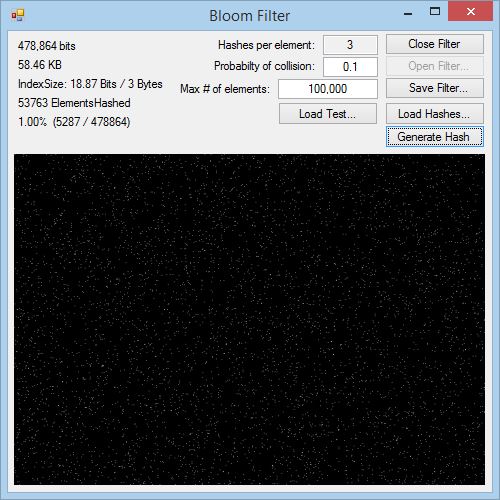 Bloom Filter
478,864 bits
58.46 KB
IndexSize: 18.87 Bits / 3 Bytes
53763 ElementsHashed
1.00% (5287 / 478864)
Hashes per element: 3
Probabilty of collision: 0.1
Max # of elements: 100,000
Load Test...
Close Filter
Open Filter...
Save Filter...
Load Hashes...
Generate Hash